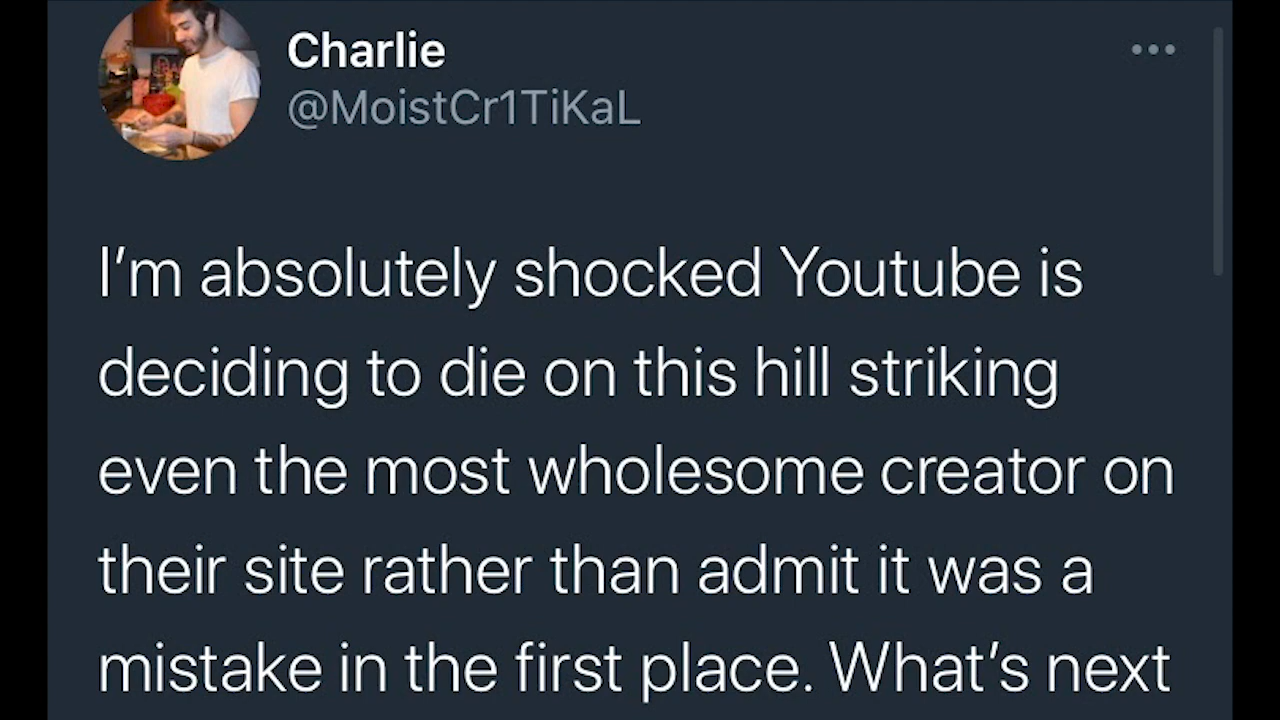 Charlie
@MoistCr1TiKaL
I'm absolutely shocked Youtube is
deciding to die on this hill striking
even the most wholesome creator on
their site rather than admit it was a
mistake in the first place. What's next